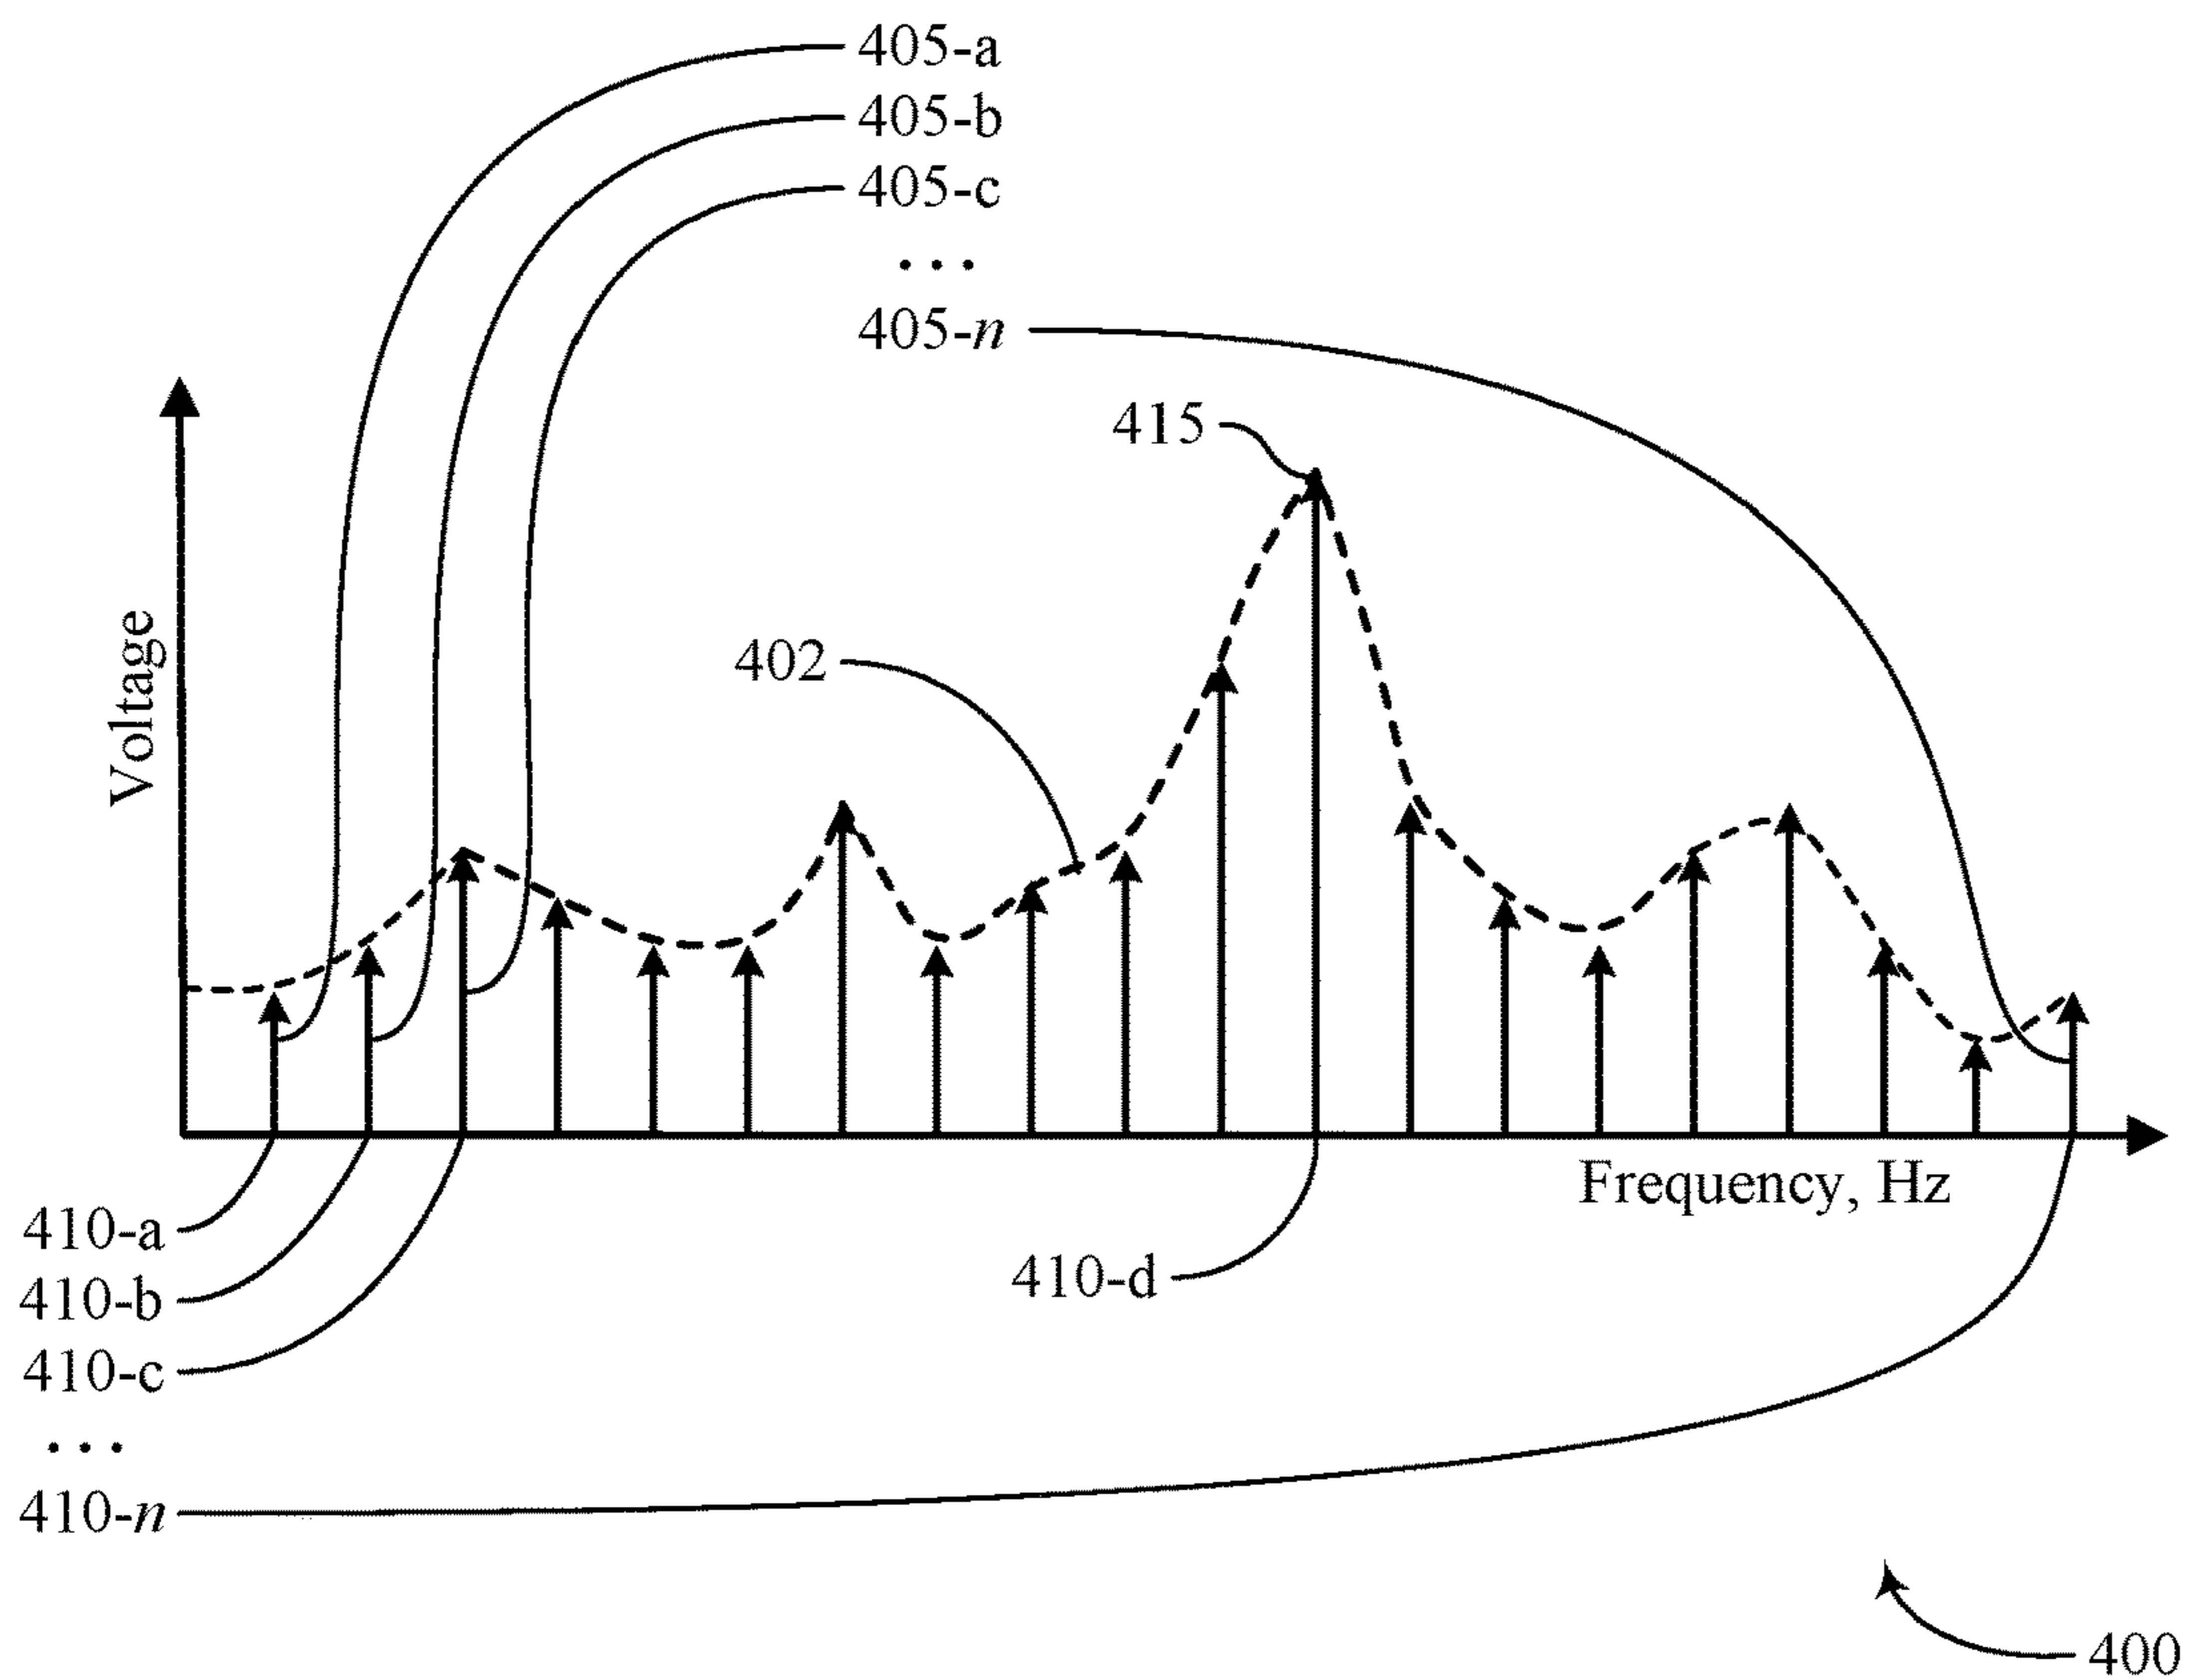 405-a
405-b
405-c
...
405-n
415
402
Voltage
Frequency, Hz
410-a
410-b
410-c
...
410-n
410-d
400